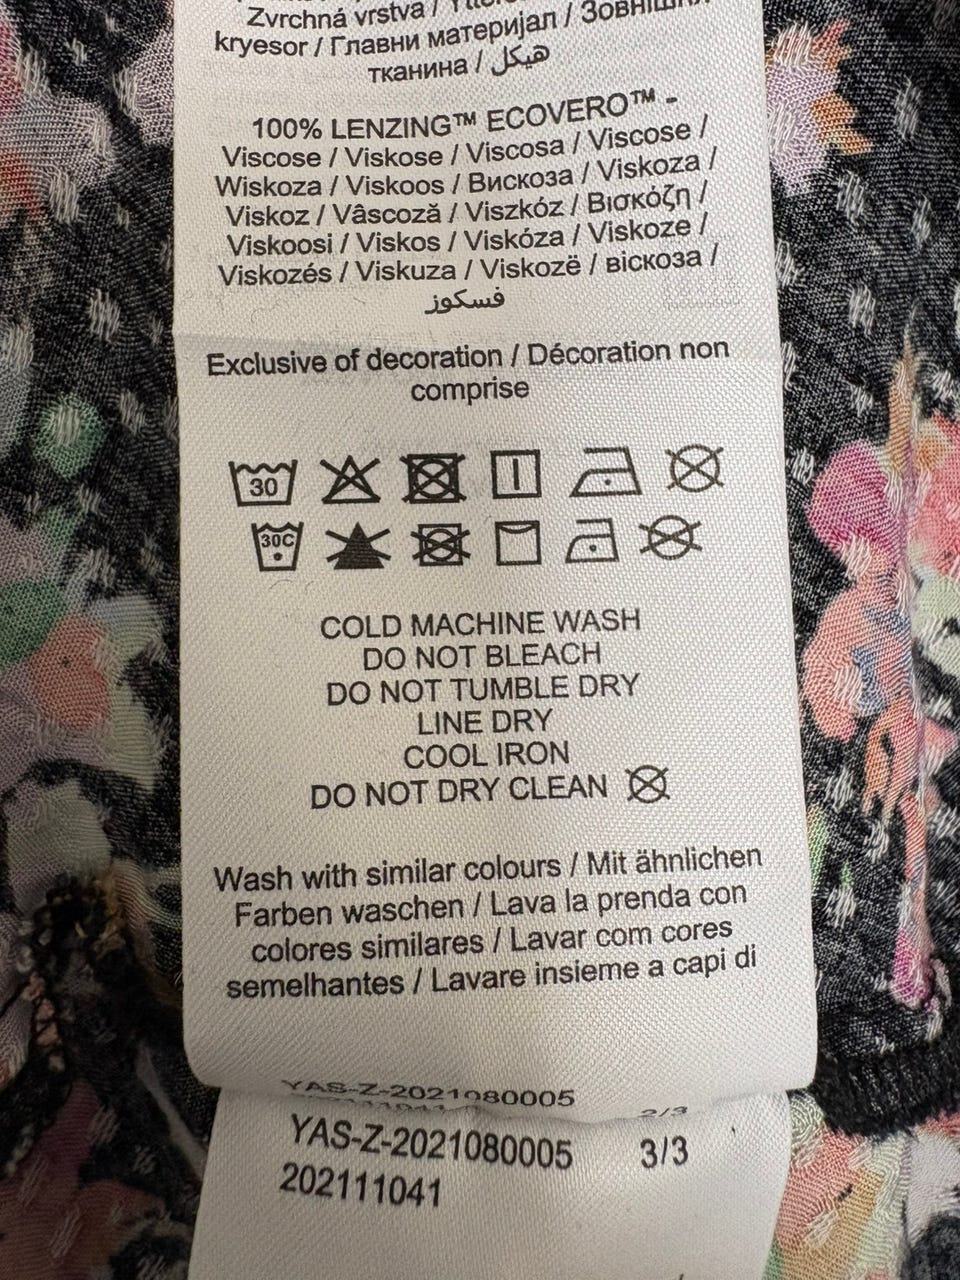 Zvrchná vrstva /
kryesor / Главни материјал / Зовнішня
тканина / هيكل
100% LENZING™ ECOVERO™ -
Viscose / Viskose / Viscosa / Viscose /
Wiskoza / Viskoos / Вискоза / Viskoza /
Viskoz / Vâscoză / Viszkóz / Βισκόζη /
Viskoosi / Viskos / Viskóza / Viskoze /
Viskozés / Viskuza / Viskozë / віскоза /
فسكوز
Exclusive of decoration / Décoration non
comprise
30
30C
COLD MACHINE WASH
DO NOT BLEACH
DO NOT TUMBLE DRY
LINE DRY
COOL IRON
DO NOT DRY CLEAN
Wash with similar colours / Mit ähnlichen
Farben waschen / Lava la prenda con
colores similares / Lavar com cores
semelhantes / Lavare insieme a capi di
YAS-Z-2021080005
2/3
YAS-Z-2021080005 3/3
202111041